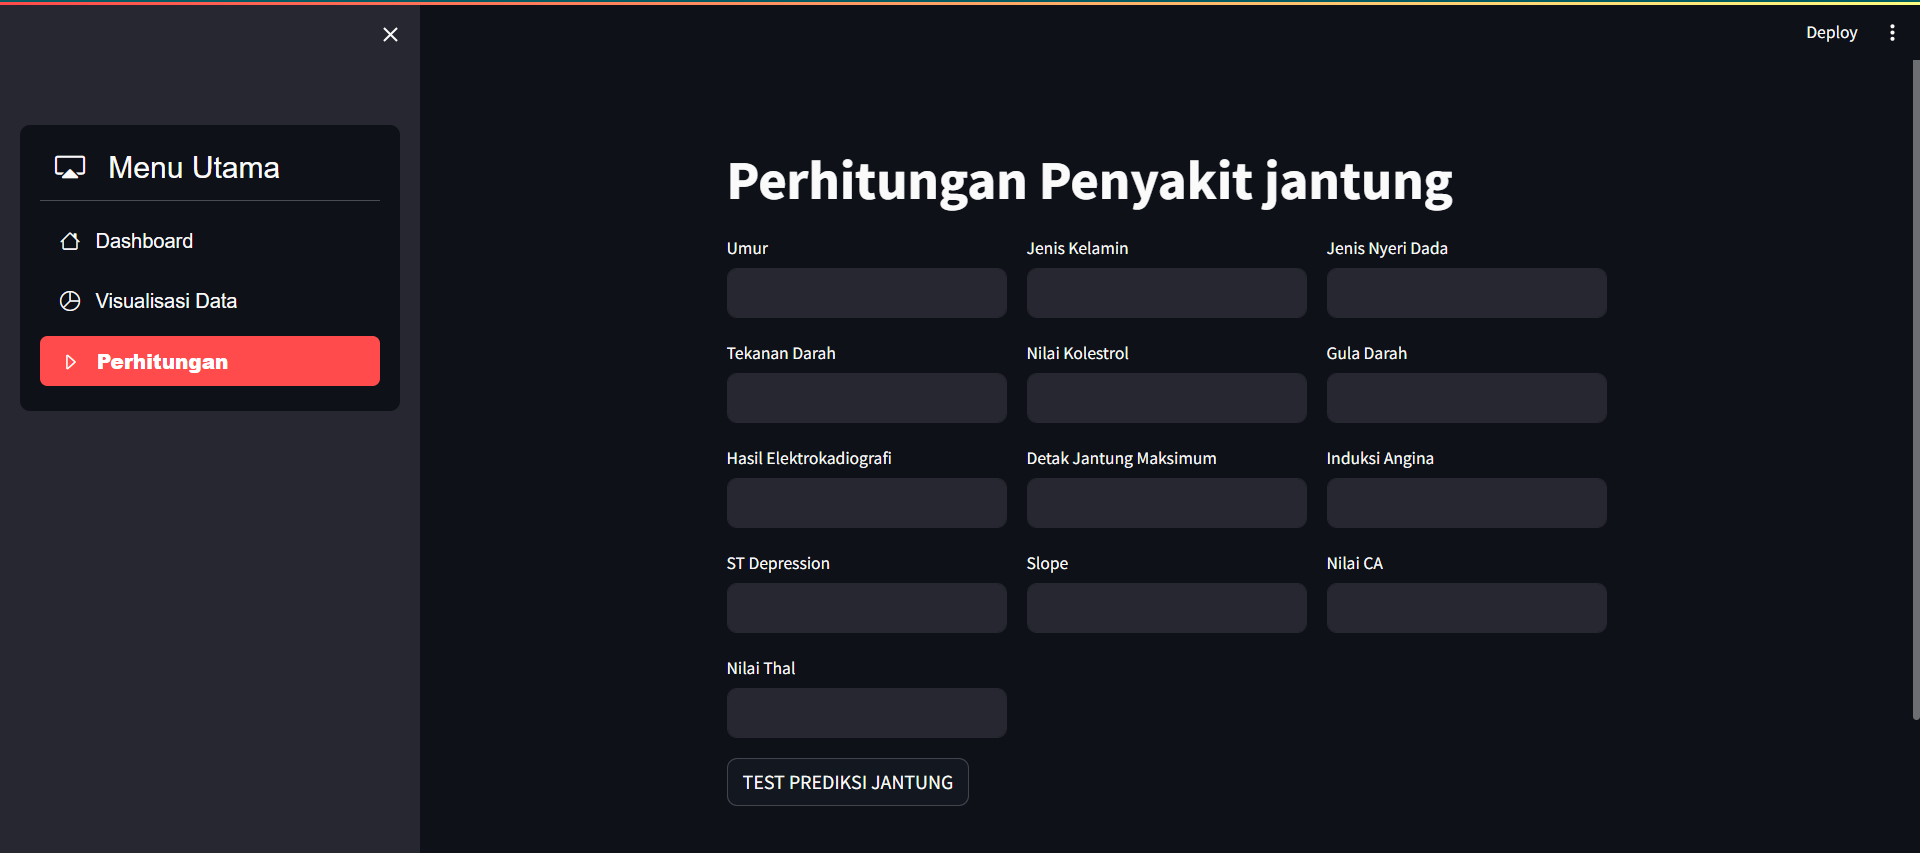 Deploy
Menu Utama
Dashboard
Visualisasi Data
Perhitungan
Perhitungan Penyakit jantung
Umur
Jenis Kelamin
Jenis Nyeri Dada
Tekanan Darah
Nilai Kolestrol
Gula Darah
Hasil Elektrokadiografi
Detak Jantung Maksimum
Induksi Angina
ST Depression
Slope
Nilai CA
Nilai Thal
TEST PREDIKSI JANTUNG